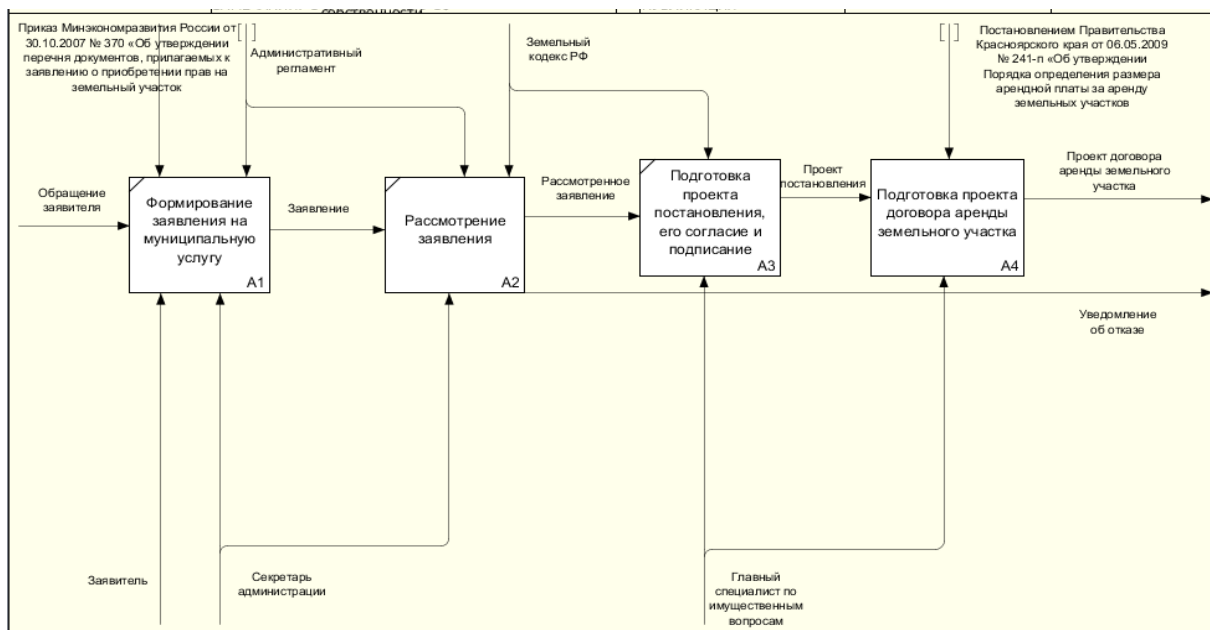 собственности
Приказ Минэкономразвития России от
30.10.2007 № 370 «Об утверждении
перечня документов, прилагаемых к
заявлению о приобретении прав на
земельный участок
Административный
регламент
Земельный
кодекс РФ
Постановлением Правительства
Красноярского края от 06.05.2009
№ 241-п «Об утверждении
Порядка определения размера
арендной платы за аренду
земельных участков
Обращение
заявителя
Формирование
заявления на
муниципальную
услугу
A1
Заявление
Рассмотрение
заявления
A2
Рассмотренное
заявление
Подготовка
проекта
постановления,
его согласие и
подписание
A3
Проект
постановления
Подготовка проекта
договора аренды
земельного участка
A4
Проект договора
аренды земельного
участка
Уведомление
об отказе
Заявитель
Секретарь
администрации
Главный
специалист по
имущественным
вопросам